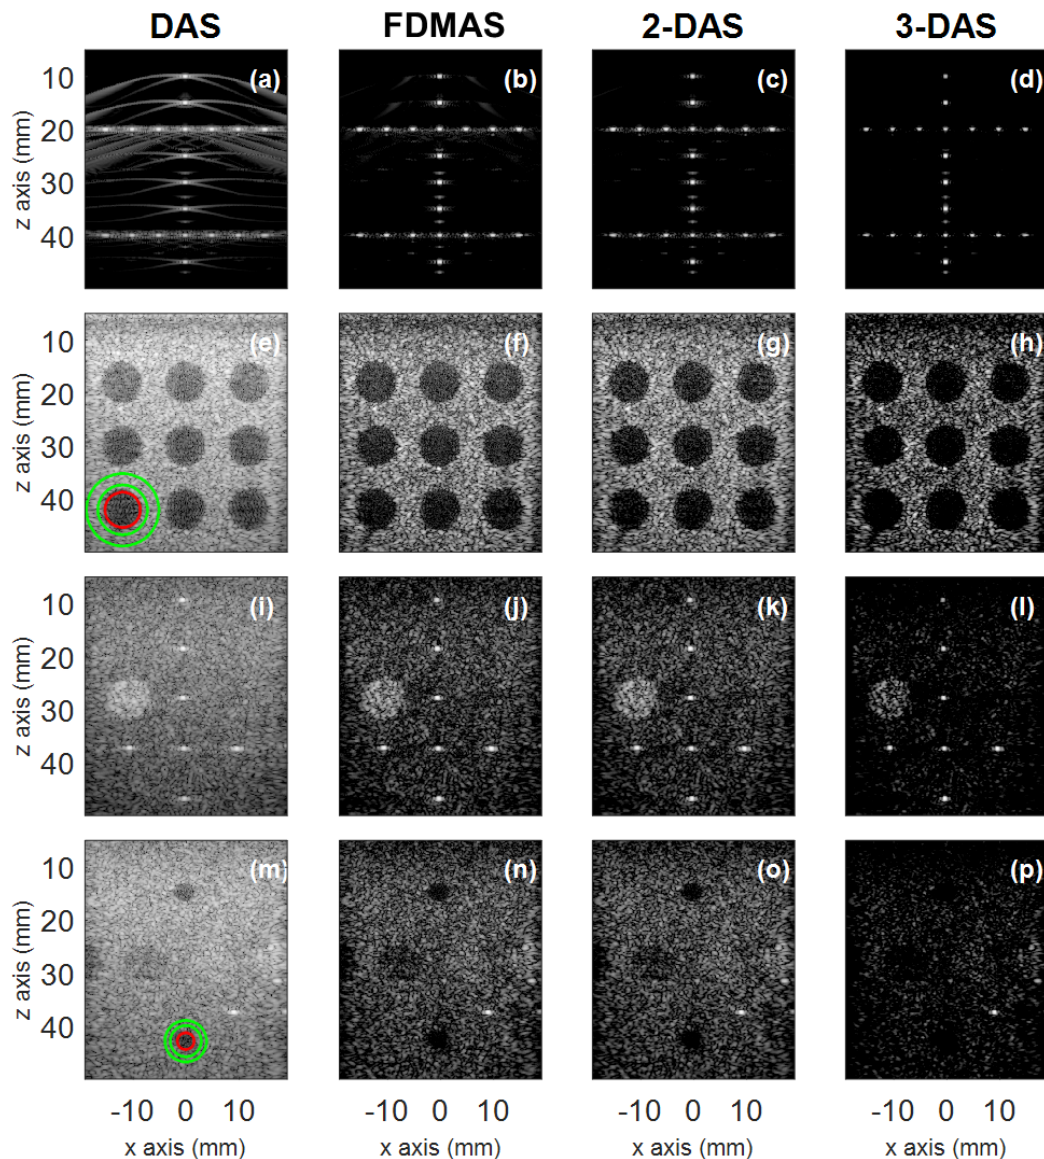 DAS FDMAS 2-DAS 3-DAS
z axis (mm) 10 20 30 40 (a) (b) (c) (d)
z axis (mm) 10 20 30 40 (e) (f) (g) (h)
z axis (mm) 10 20 30 40 (i) (j) (k) (l)
z axis (mm) 10 20 30 40 (m) (n) (o) (p)
-10 0 10 -10 0 10 -10 0 10 -10 0 10
x axis (mm) x axis (mm) x axis (mm) x axis (mm)